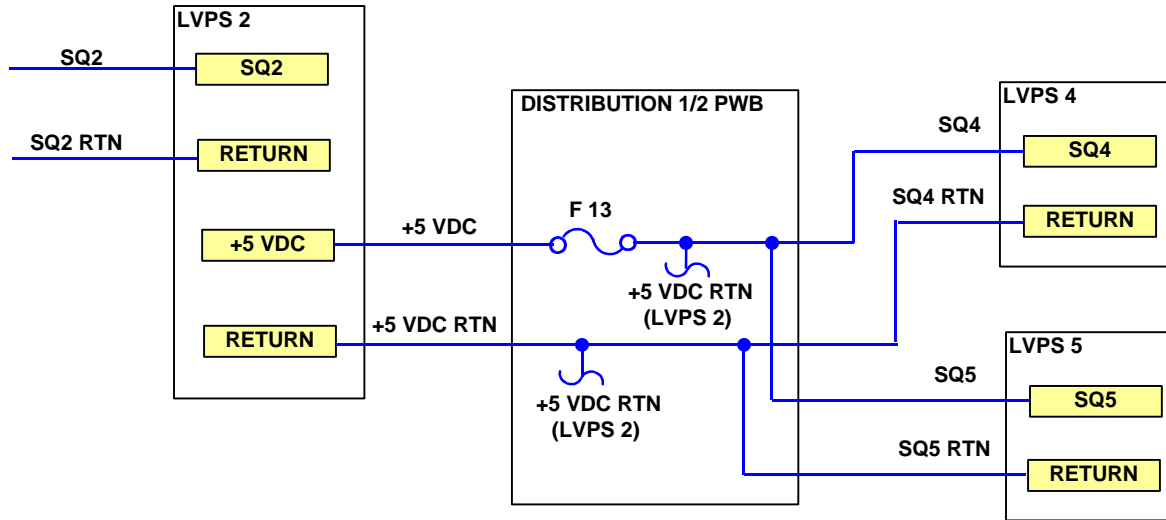 LVPS 2
SQ2
SQ2
SQ2 RTN
RETURN
+5 VDC
+5 VDC
+5 VDC RTN
RETURN
DISTRIBUTION 1/2 PWB
F 13
+5 VDC RTN
(LVPS 2)
+5 VDC RTN
(LVPS 2)
LVPS 4
SQ4
SQ4
SQ4 RTN
RETURN
LVPS 5
SQ5
SQ5
SQ5 RTN
RETURN